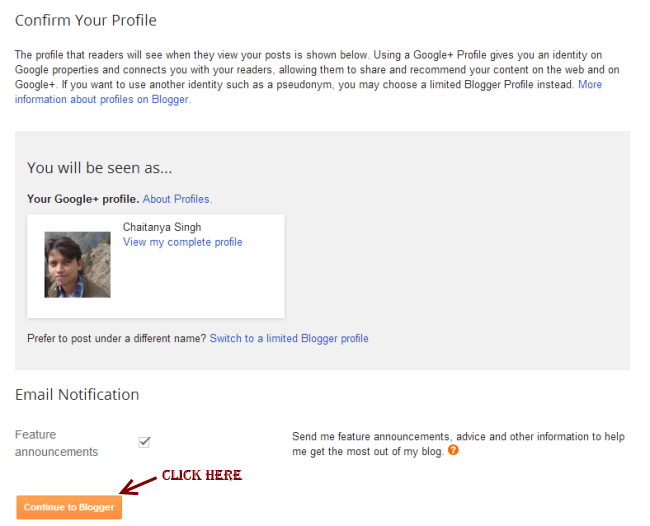 Confirm Your Profile
The profile that readers will see when they view your posts is shown below. Using a Google+ Profile gives you an identity on
Google properties and connects you with your readers, allowing them to share and recommend your content on the web and on
Google+. If you want to use another identity such as a pseudonym, you may choose a limited Blogger Profile instead. More
information about profiles on Blogger.
You will be seen as...
Your Google+ profile. About Profiles.
Chaitanya Singh
View my complete profile
Prefer to post under a different name? Switch to a limited Blogger profile
Email Notification
Feature
announcements
Send me feature announcements, advice and other information to help
me get the most out of my blog. ?
CLICK HERE
Continue to Blogger